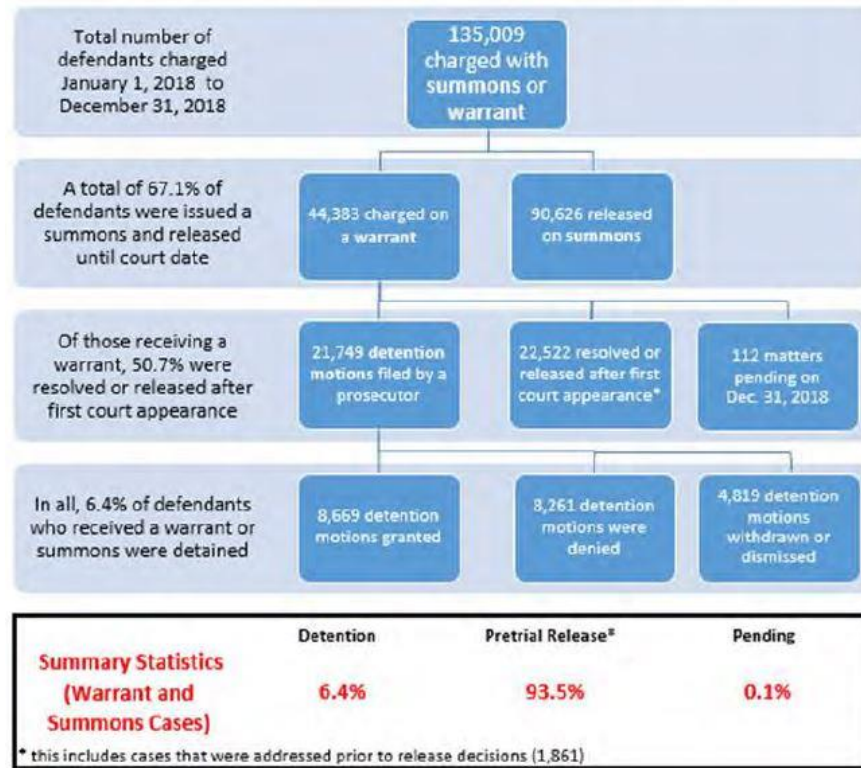 Total number of
defendants charged
January 1, 2018 to
December 31, 2018
135,009
charged with
summons or
warrant
A total of 67.1% of
defendants were issued a
summons and released
until court date
44,383 charged on
a warrant
90,626 released
on summons
Of those receiving a
warrant, 50.7% were
resolved or released after
first court appearance
21,749 detention
motions filed by a
prosecutor
22,522 resolved or
released after first
court appearance*
112 matters
pending on
Dec. 31, 2018
In all, 6.4% of defendants
who received a warrant or
summons were detained
8,669 detention
motions granted
8,261 detention
motions were
denied
4,819 detention
motions
withdrawn or
dismissed
Detention Pretrial Release* Pending
Summary Statistics
(Warrant and
Summons Cases)
6.4% 93.5% 0.1%
* this includes cases that were addressed prior to release decisions (1,861)